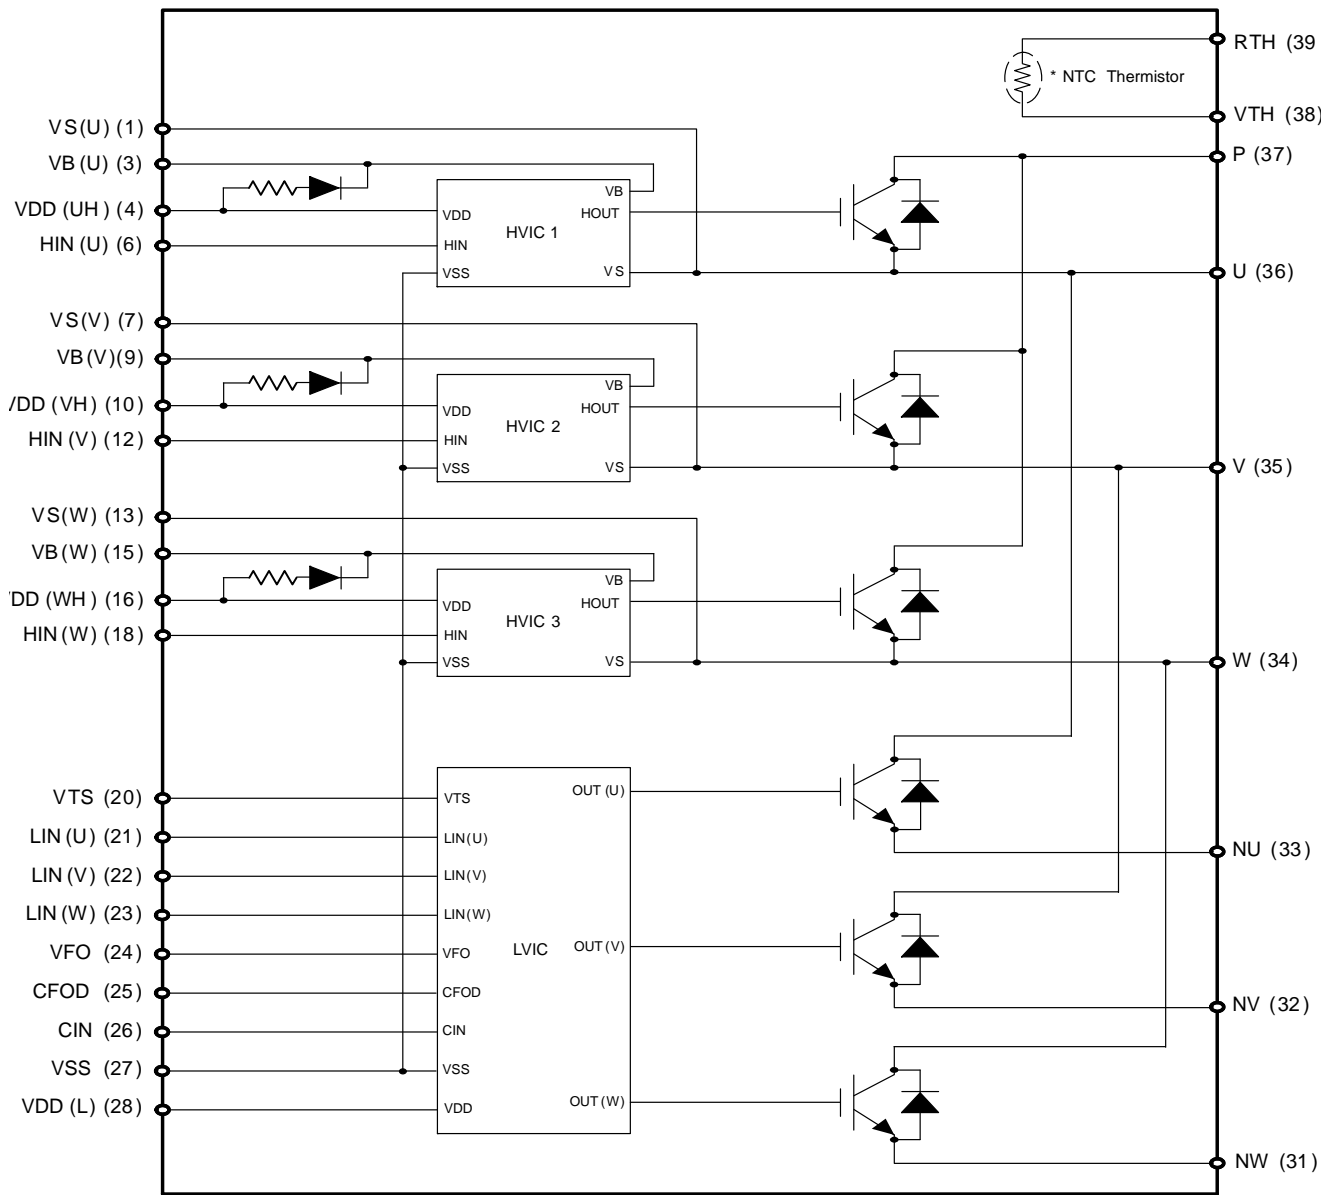 RTH (39
* NTC Thermistor
VTH (38)
P (37)
U (36)
V (35)
W (34)
NU (33)
NV (32)
NW (31)
VS(U) (1)
VB(U) (3)
VDD (UH) (4)
HIN(U) (6)
VS(V) (7)
VB(V)(9)
VDD (VH) (10)
HIN(V) (12)
VS(W) (13)
VB(W) (15)
DD (WH) (16)
HIN(W) (18)
VTS (20)
LIN(U) (21)
LIN(V) (22)
LIN(W) (23)
VFO (24)
CFOD (25)
CIN (26)
VSS (27)
VDD (L) (28)
VB
VDD
HOUT
HVIC 1
HIN
VSS
VS
VB
VDD
HOUT
HVIC 2
HIN
VSS
VS
VB
VDD
HOUT
HVIC 3
HIN
VSS
VS
VTS
OUT (U)
LIN(U)
LIN(V)
LIN(W)
VFO
LVIC
OUT (V)
CFOD
CIN
VSS
VDD
OUT (W)